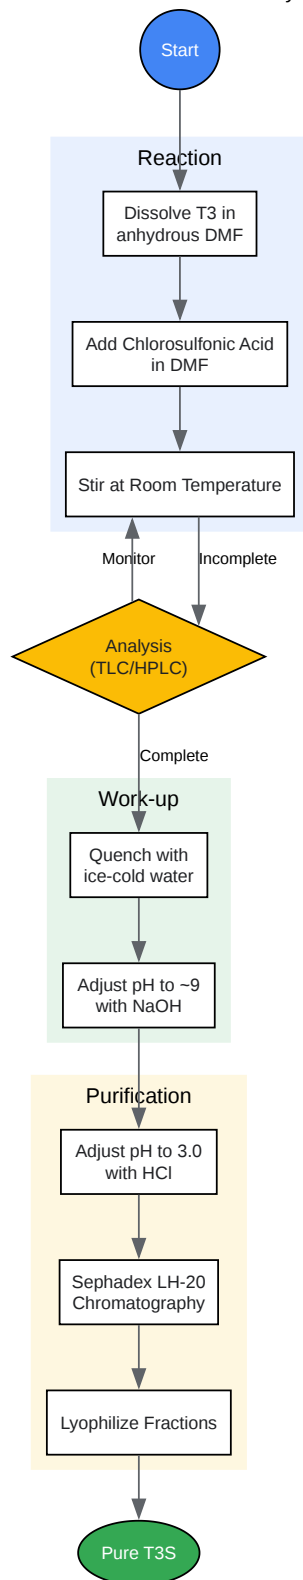 Start
Reaction
Dissolve T3 in
anhydrous DMF
Add Chlorosulfonic Acid
in DMF
Stir at Room Temperature
Monitor
Incomplete
Analysis
(TLC/HPLC)
Complete
Work-up
Quench with
ice-cold water
Adjust pH to ~9
with NaOH
Purification
Adjust pH to 3.0
with HCl
Sephadex LH-20
Chromatography
Lyophilize Fractions
Pure T3S